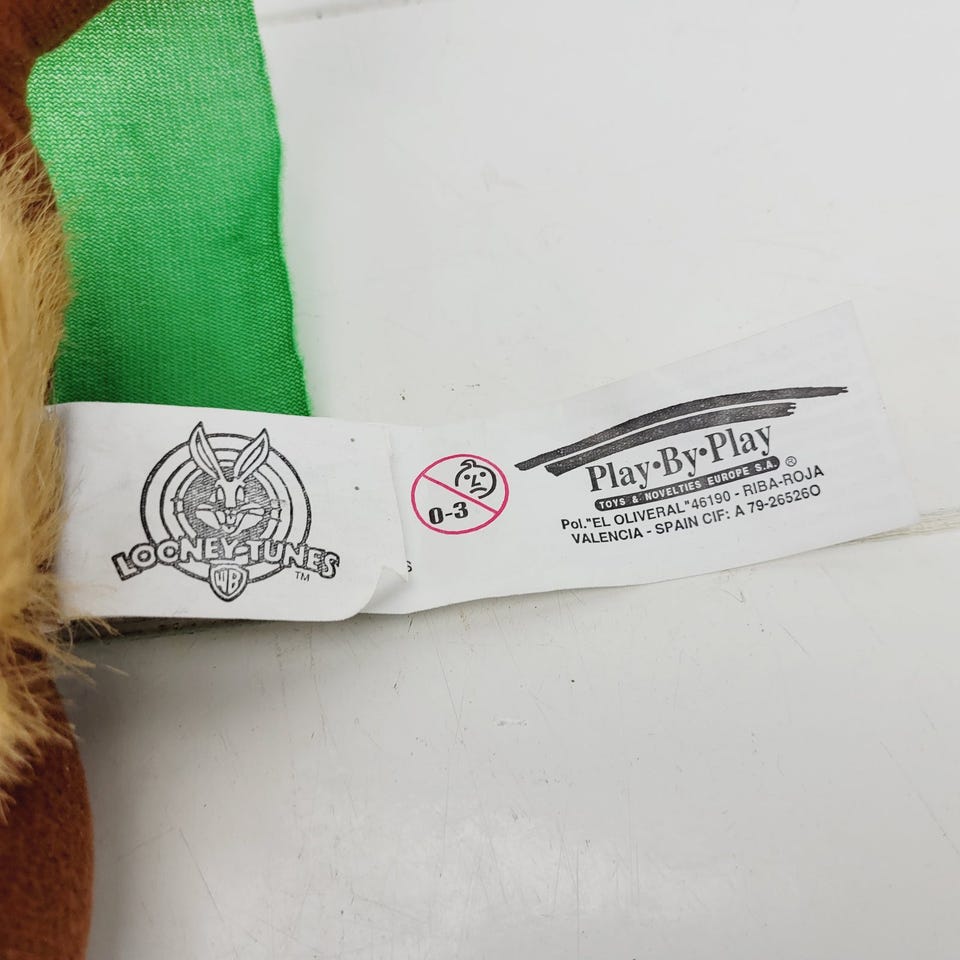 LOONEY TUNES
WB
TM
0-3
s
Play·By·Play
TOYS & NOVELTIES EUROPE S.A. ®
Pol."EL OLIVERAL"46190 - RIBA-ROJA
VALENCIA - SPAIN CIF: A 79-265260